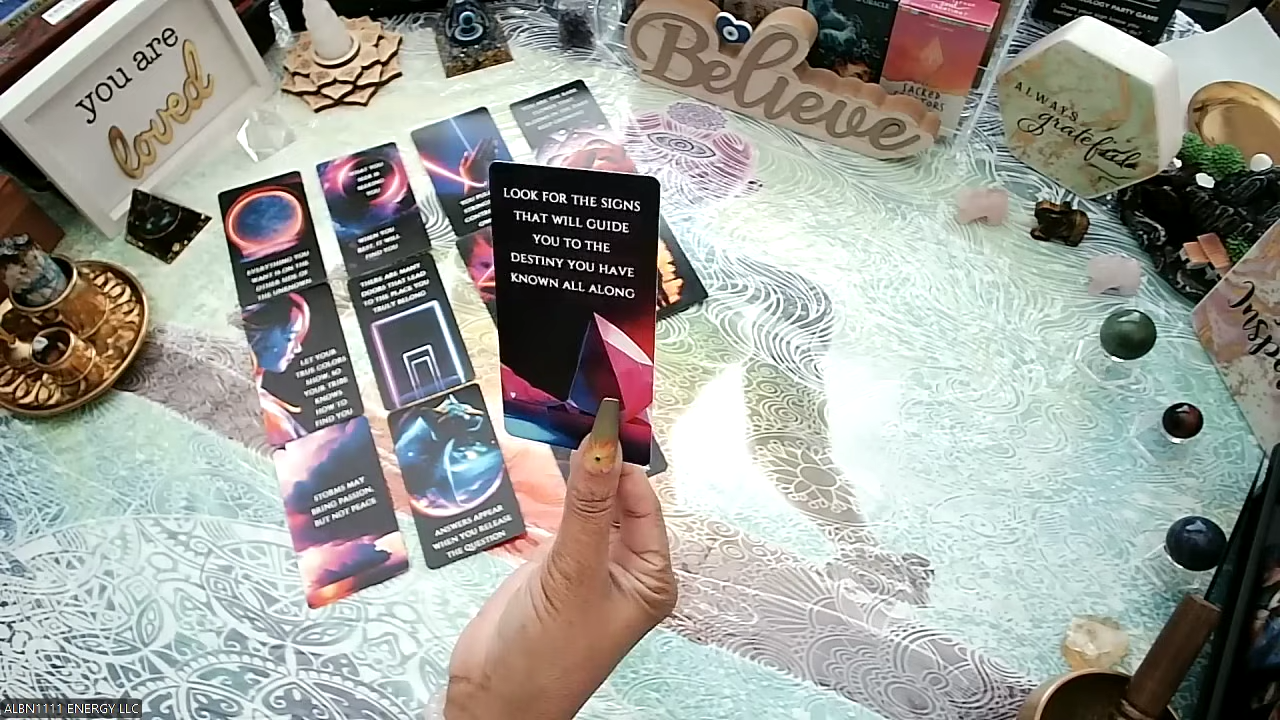 you are
loved
Believe
ALWAYS
grateful
PARTY GAME
SACKED
LOOK FOR THE SIGNS
THAT WILL GUIDE
YOU TO THE
DESTINY YOU HAVE
KNOWN ALL ALONG
EVERYTHING YOU
WANT IS ON THE
OTHER SIDE OF
THE UNKNOWN
WHEN YOU
REST, IT WILL
FIND YOU
THERE ARE MANY
DOORS THAT LEAD
TO THE PLACE YOU
TRULY BELONG
LET YOUR
TRUE COLORS
SHOW, SO
YOUR TRIBE
KNOWS
HOW TO
FIND YOU
STORMS MAY
BRING PASSION,
BUT NOT PEACE
ANSWERS APPEAR
WHEN YOU RELEASE
THE QUESTION
ALBN1111 ENERGY LLC